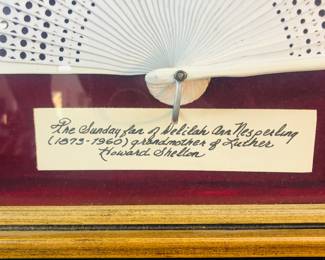 The Sunday fan of Delilah Ann Nesperling
(1873-1960) grandmother of Luther
Howard Shelton